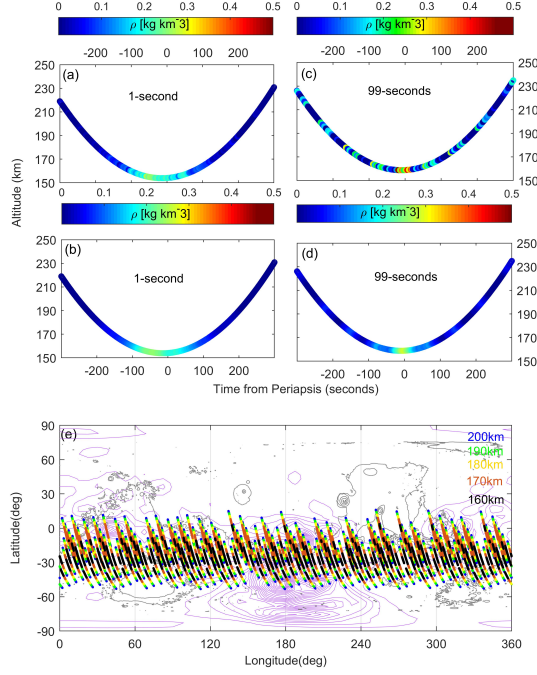 0 0.1 0.2 0.3 0.4 0.5
0 0.1 0.2 0.3 0.4 0.5
ρ [kg km⁻3]
ρ [kg km⁻3]
-200 -100 0 100 200
-200 -100 0 100 200
250
230
210
190
170
150
(a)
1-second
(c)
99-seconds
250
230
210
190
170
150
0 0.1 0.2 0.3 0.4 0.5
0 0.1 0.2 0.3 0.4 0.5
Altitude (km)
ρ [kg km⁻3]
ρ [kg km⁻3]
250
230
210
190
170
150
(b)
1-second
(d)
99-seconds
250
230
210
190
170
150
-200 -100 0 100 200
-200 -100 0 100 200
Time from Periapsis (seconds)
(e)
200km
190km
180km
170km
160km
90
60
30
0
-30
-60
-90
Latitude(deg)
0 60 120 180 240 300 360
Longitude(deg)